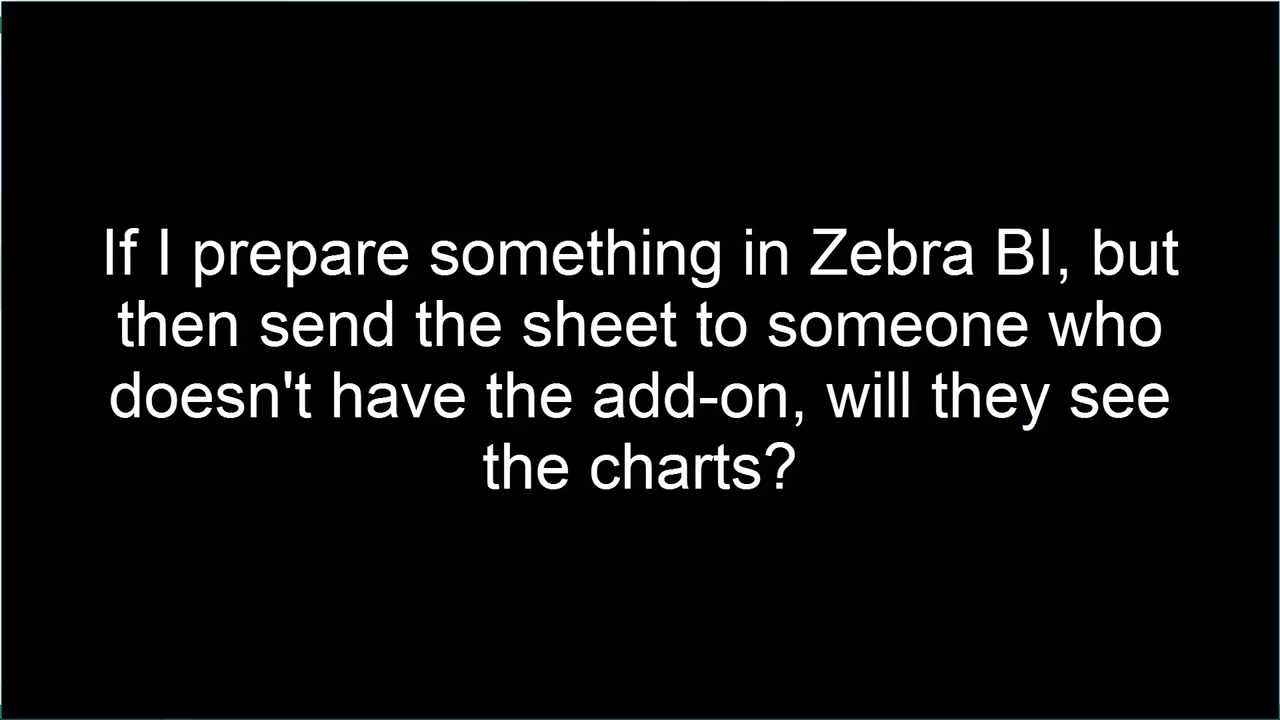 If I prepare something in Zebra BI, but
then send the sheet to someone who
doesn't have the add-on, will they see
the charts?